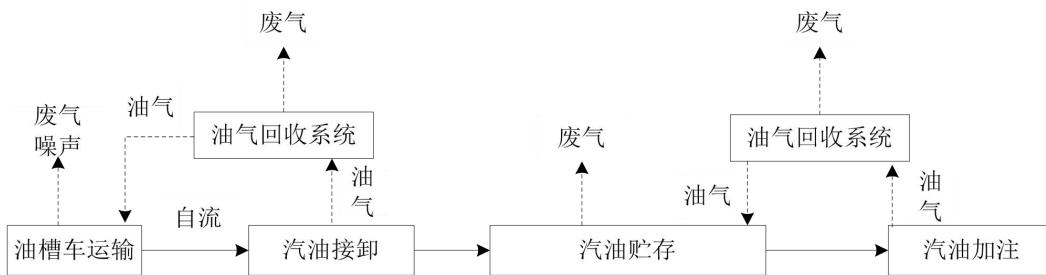 废气
废气
油气
废气
噪声
油气回收系统
废气
油气回收系统
油
气
油气
油
气
自流
油槽车运输
汽油接卸
汽油贮存
汽油加注